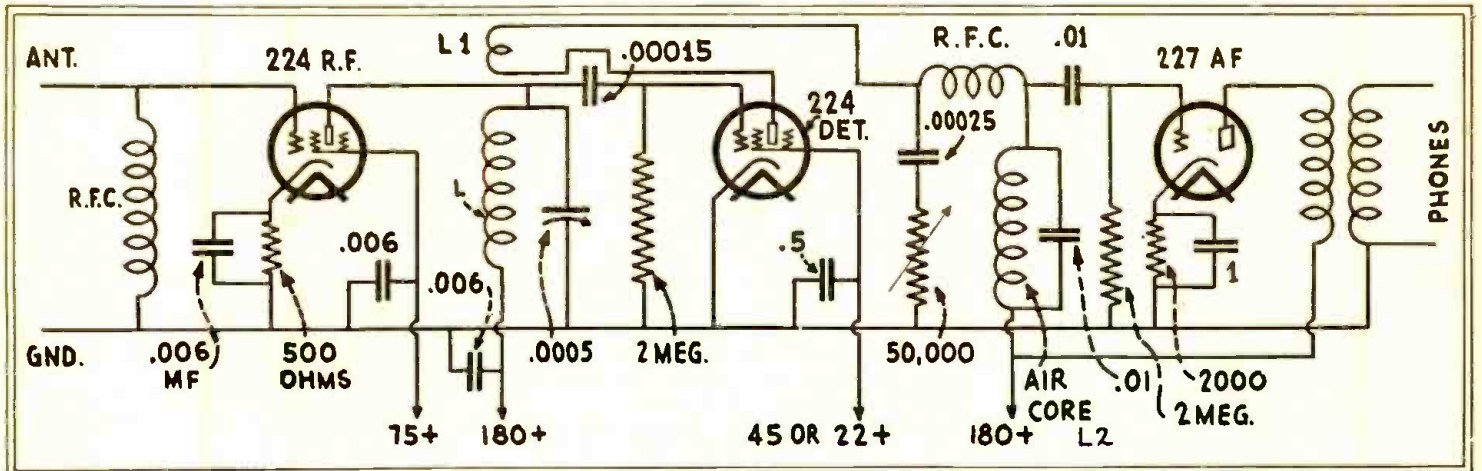 ANT.
224 R.F.
L1
.00015
R.F.C.
.01
227 AF
224
DET.
.00025
R.F.C.
L
PHONES
.006
.006
.5
1
GND.
.006
MF
500
OHMS
.0005
2 MEG.
50,000
AIR
CORE
L2
.01
2000
2 MEG.
75+
180+
45 OR 22+
180+